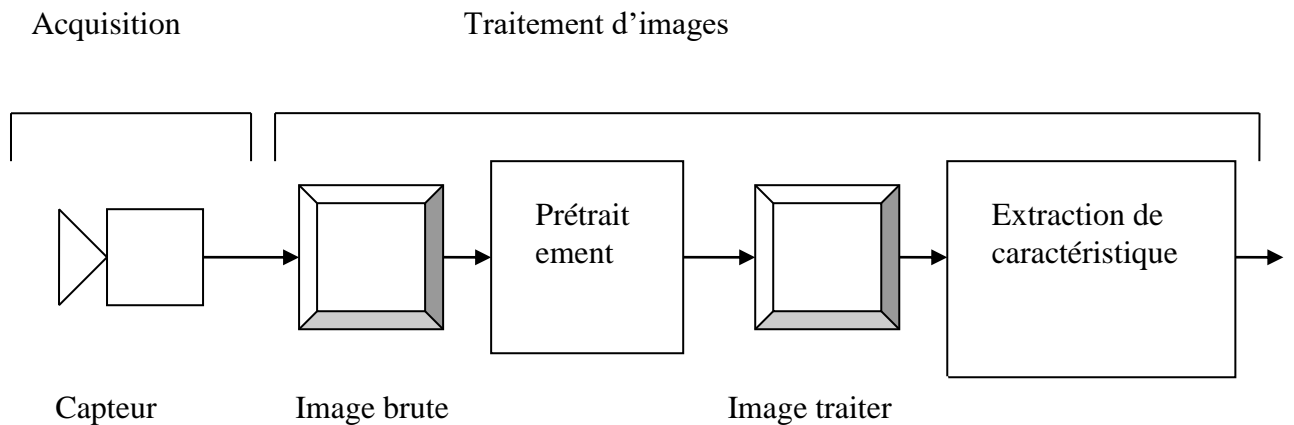 Acquisition
Traitement d’images
Prétrait
ement
Extraction de
caractéristique
Capteur
Image brute
Image traiter